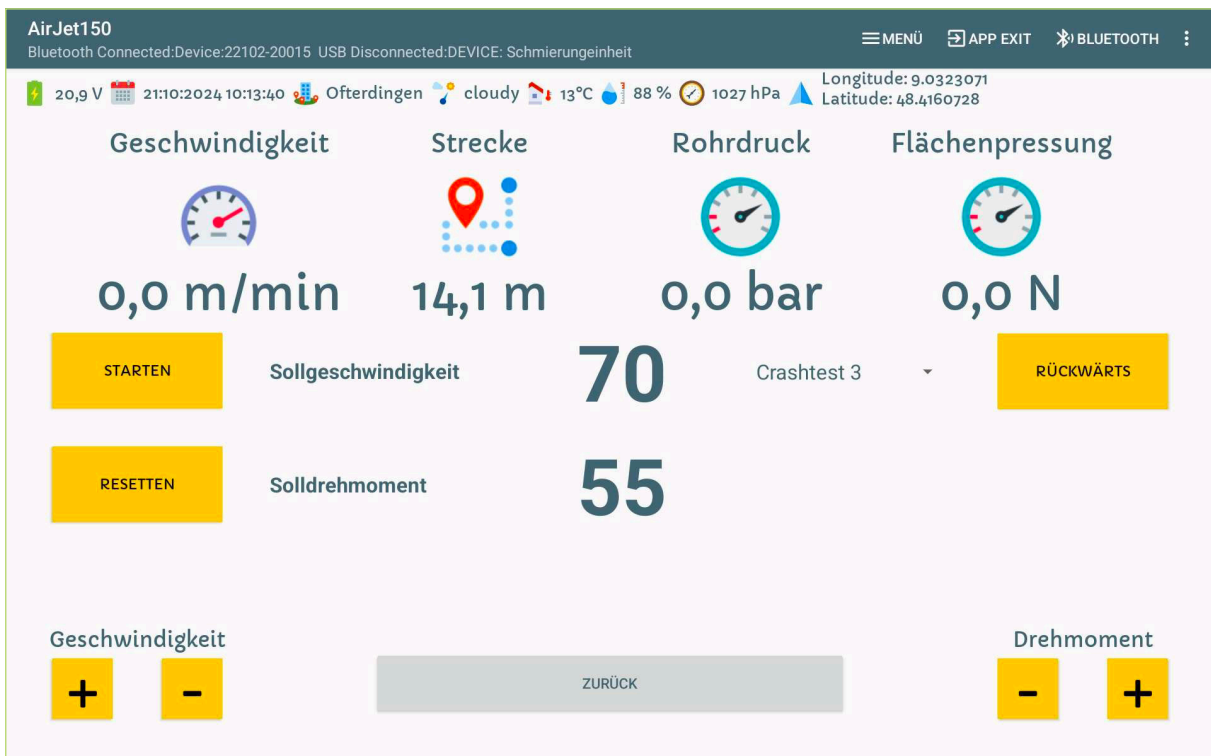 AirJet150
Bluetooth Connected:Device:22102-20015 USB Disconnected:DEVICE: Schmierungeinheit
MENÜ APP EXIT BLUETOOTH
20,9 V 21:10:2024 10:13:40 Ofterdingen cloudy 13°C 88 % 1027 hPa
Longitude: 9.0323071
Latitude: 48.4160728
Geschwindigkeit Strecke Rohrdruck Flächenpressung
0,0 m/min 14,1 m 0,0 bar 0,0 N
STARTEN Sollgeschwindigkeit 70 Crashtest 3 RÜCKWÄRTS
RESETTEN Solldrehmoment 55
Geschwindigkeit Drehmoment
+ - ZURÜCK - +